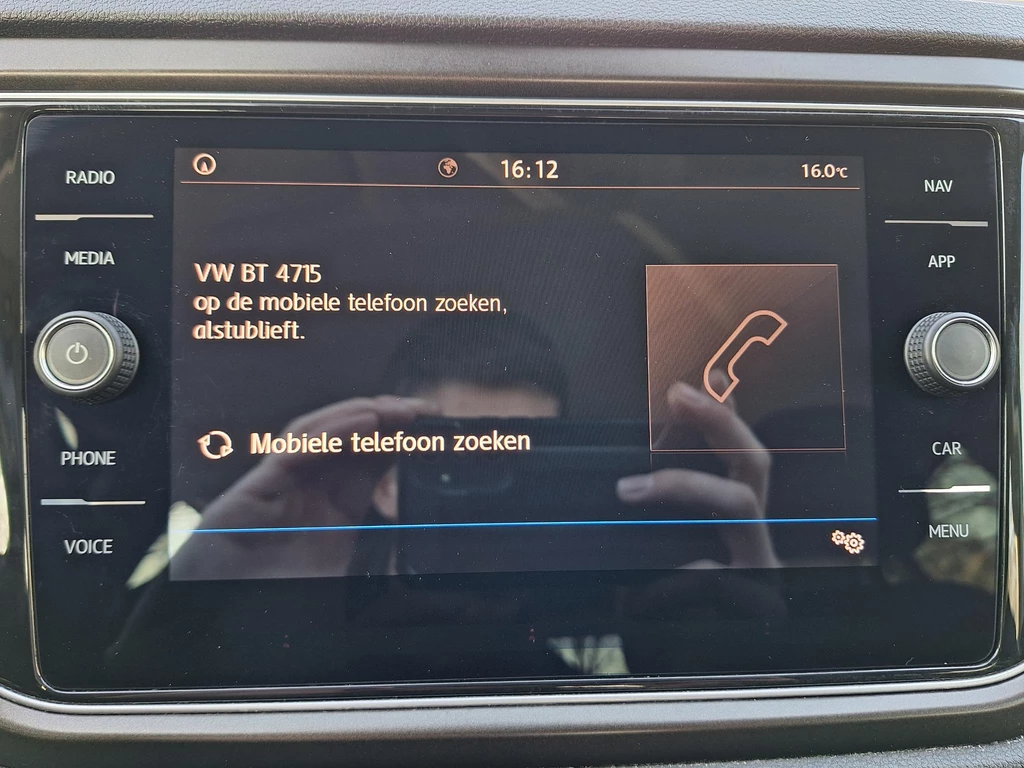 16:12
16.0°C
RADIO
MEDIA
PHONE
VOICE
VW BT 4715
op de mobiele telefoon zoeken,
alstublieft.
Mobiele telefoon zoeken
NAV
APP
CAR
MENU